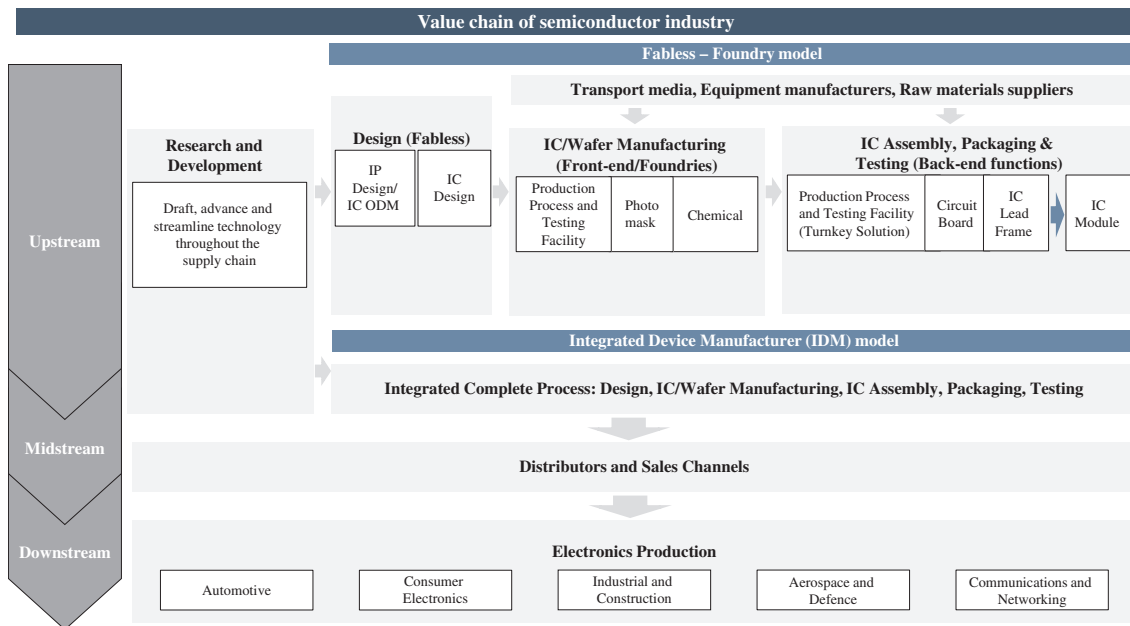 Value chain of semiconductor industry
Fabless – Foundry model
Transport media, Equipment manufacturers, Raw materials suppliers
Upstream
Research and
Development
Draft, advance and
streamline technology
throughout the
supply chain
Design (Fabless)
IP
Design/
IC ODM
IC
Design
IC/Wafer Manufacturing
(Front-end/Foundries)
Production
Process and
Testing
Facility
Photo
mask
Chemical
IC Assembly, Packaging &
Testing (Back-end functions)
Production Process
and Testing Facility
(Turnkey Solution)
Circuit
Board
IC
Lead
Frame
IC
Module
Integrated Device Manufacturer (IDM) model
Integrated Complete Process: Design, IC/Wafer Manufacturing, IC Assembly, Packaging, Testing
Midstream
Distributors and Sales Channels
Downstream
Electronics Production
Automotive
Consumer
Electronics
Industrial and
Construction
Aerospace and
Defence
Communications and
Networking